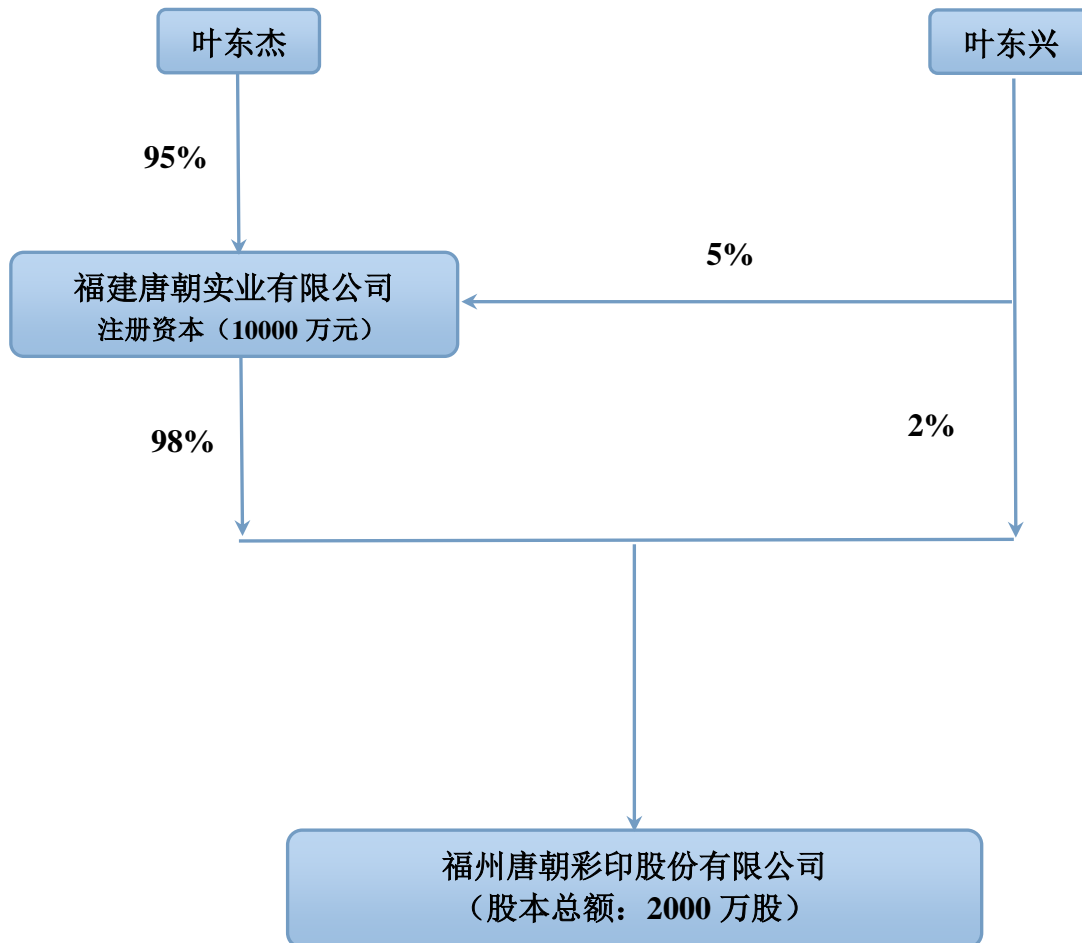 叶东杰
叶东兴
95%
5%
福建唐朝实业有限公司
注册资本（10000 万元）
98%
2%
福州唐朝彩印股份有限公司
（股本总额：2000 万股）